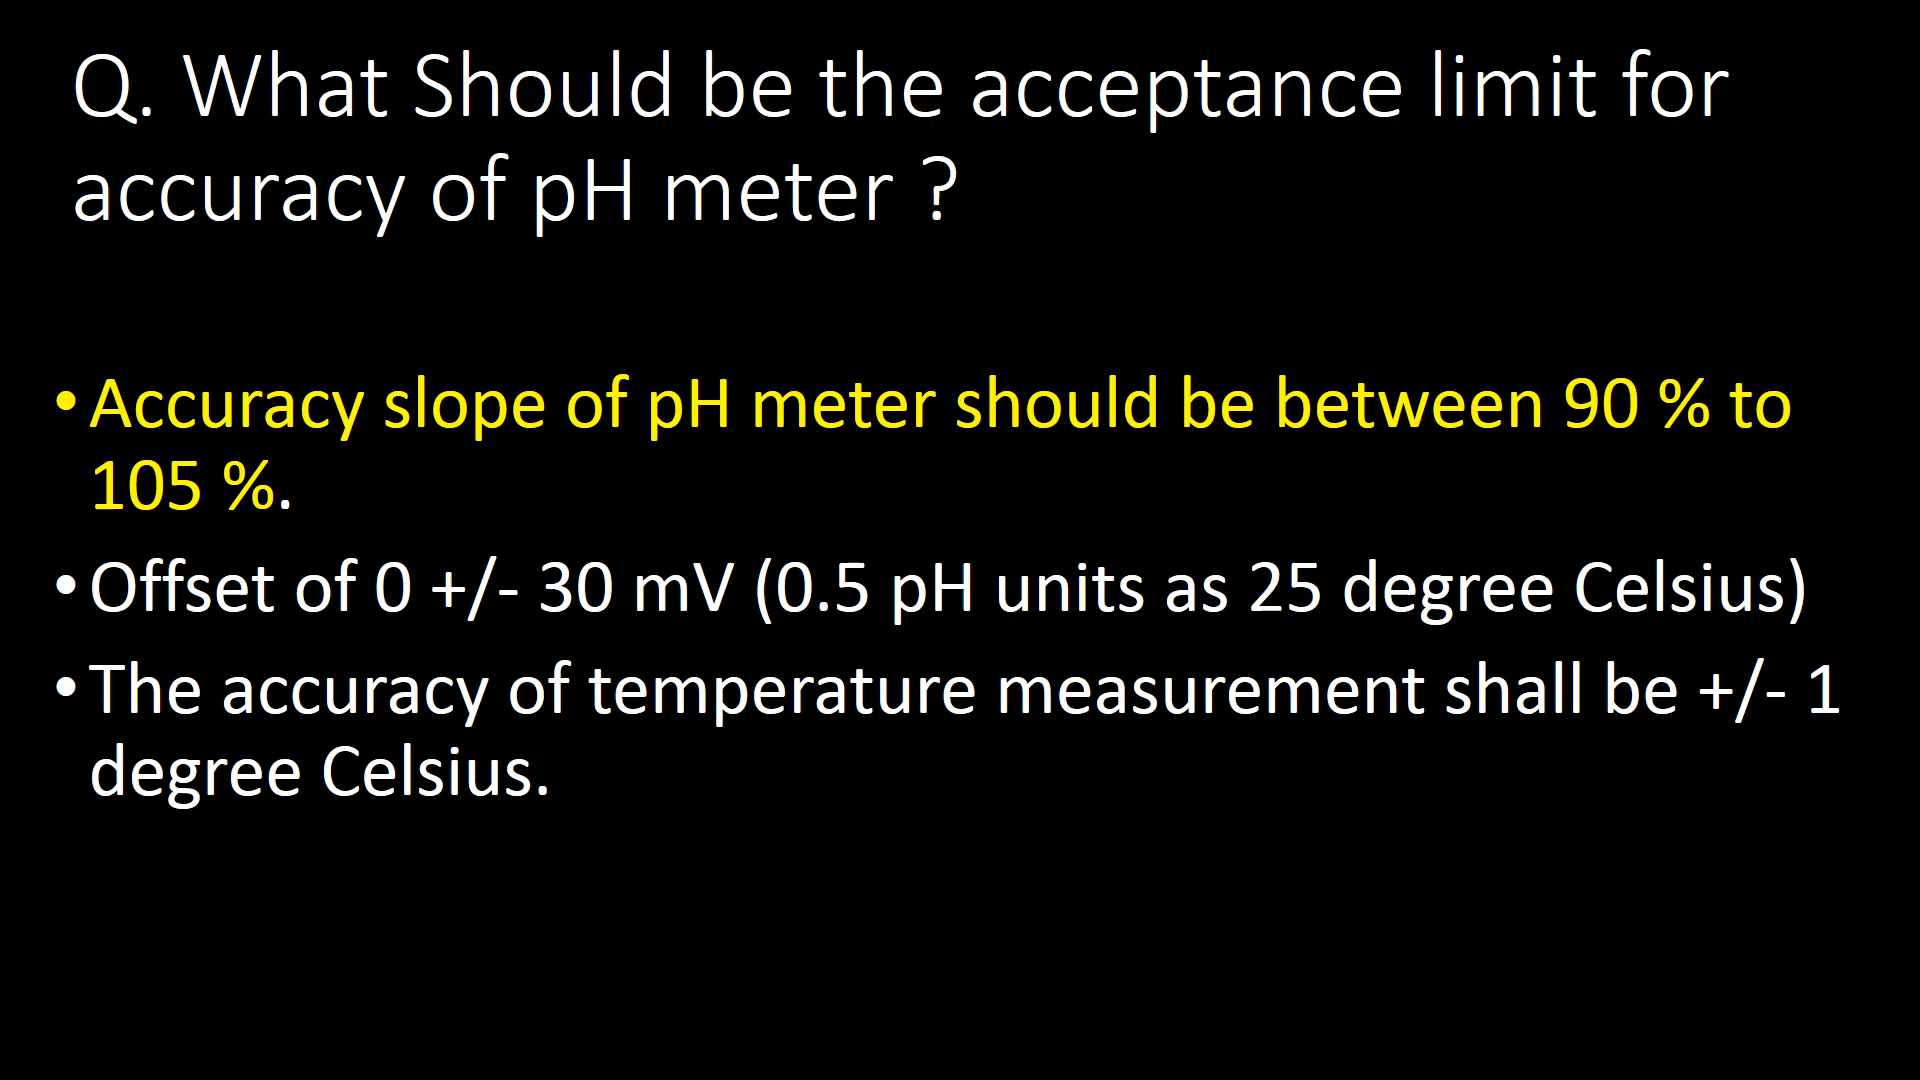 Q. What Should be the acceptance limit for
accuracy of pH meter ?
• Accuracy slope of pH meter should be between 90 % to
105 %.
• Offset of 0 +/- 30 mV (0.5 pH units as 25 degree Celsius)
• The accuracy of temperature measurement shall be +/- 1
degree Celsius.